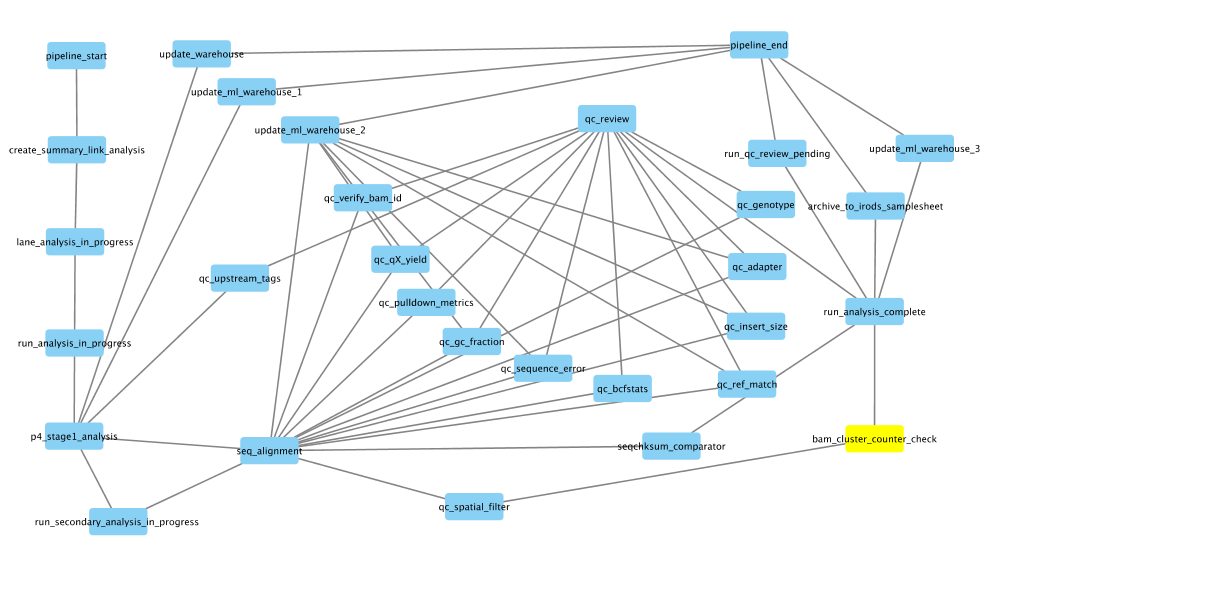 pipeline_end
update_warehouse
pipeline_start
update_ml_warehouse_1
qc_review
update_ml_warehouse_2
create_summary_link_analysis
update_ml_warehouse_3
run_qc_review_pending
qc_verify_bam_id
qc_genotype
archive_to_irods_samplesheet
lane_analysis_in_progress
qc_qX_yield
qc_adapter
qc_upstream_tags
qc_pulldown_metrics
run_analysis_complete
qc_insert_size
qc_gc_fraction
run_analysis_in_progress
qc_sequence_error
qc_ref_match
qc_bcfstats
p4_stage1_analysis
bam_cluster_counter_check
seqchksum_comparator
seq_alignment
qc_spatial_filter
run_secondary_analysis_in_progress